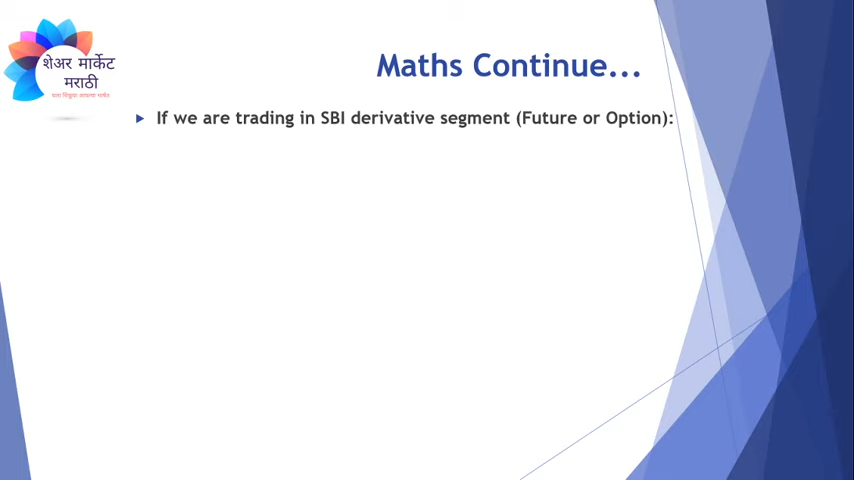 शेअर मार्केट
मराठी
Maths Continue...
If we are trading in SBI derivative segment (Future or Option):